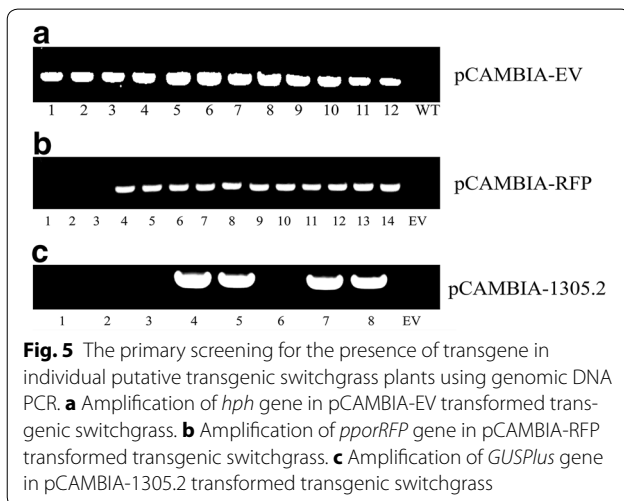 a
pCAMBIA-EV
1 2 3 4 5 6 7 8 9 10 11 12 WT
b
pCAMBIA-RFP
1 2 3 4 5 6 7 8 9 10 11 12 13 14 EV
c
pCAMBIA-1305.2
1 2 3 4 5 6 7 8 EV
Fig. 5 The primary screening for the presence of transgene in
individual putative transgenic switchgrass plants using genomic DNA
PCR. a Amplification of hph gene in pCAMBIA-EV transformed trans-
genic switchgrass. b Amplification of pporRFP gene in pCAMBIA-RFP
transformed transgenic switchgrass. c Amplification of GUSPlus gene
in pCAMBIA-1305.2 transformed transgenic switchgrass